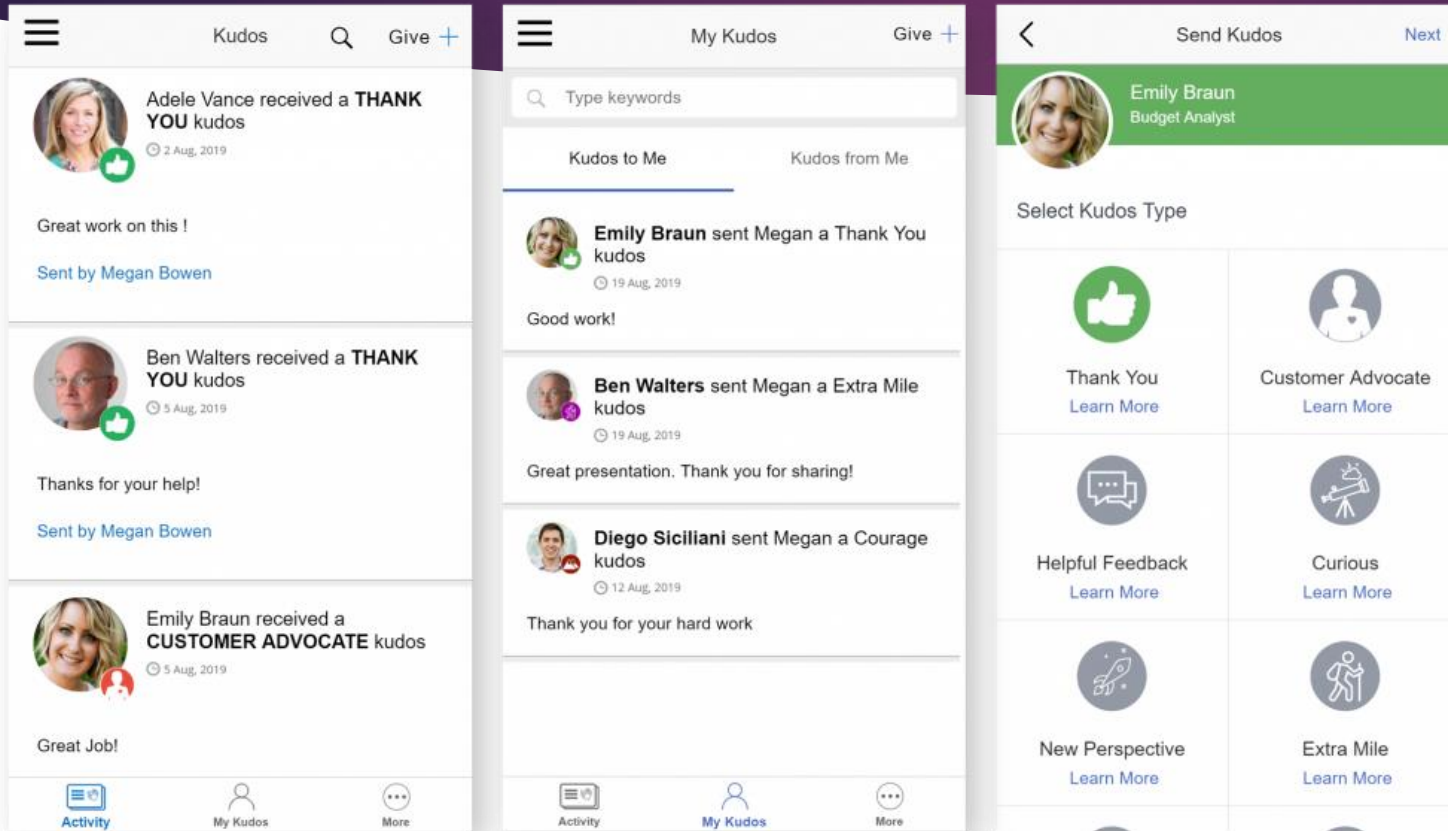 Kudos
Give +
Adele Vance received a THANK
YOU kudos
2 Aug, 2019
Great work on this !
Sent by Megan Bowen
Ben Walters received a THANK
YOU kudos
5 Aug, 2019
Thanks for your help!
Sent by Megan Bowen
Emily Braun received a
CUSTOMER ADVOCATE kudos
5 Aug, 2019
Great Job!
Activity
My Kudos
More
My Kudos
Give +
Type keywords
Kudos to Me
Kudos from Me
Emily Braun sent Megan a Thank You
kudos
19 Aug, 2019
Good work!
Ben Walters sent Megan a Extra Mile
kudos
19 Aug, 2019
Great presentation. Thank you for sharing!
Diego Siciliani sent Megan a Courage
kudos
12 Aug, 2019
Thank you for your hard work
Activity
My Kudos
More
Send Kudos
Next
Emily Braun
Budget Analyst
Select Kudos Type
Thank You
Learn More
Customer Advocate
Learn More
Helpful Feedback
Learn More
Curious
Learn More
New Perspective
Learn More
Extra Mile
Learn More